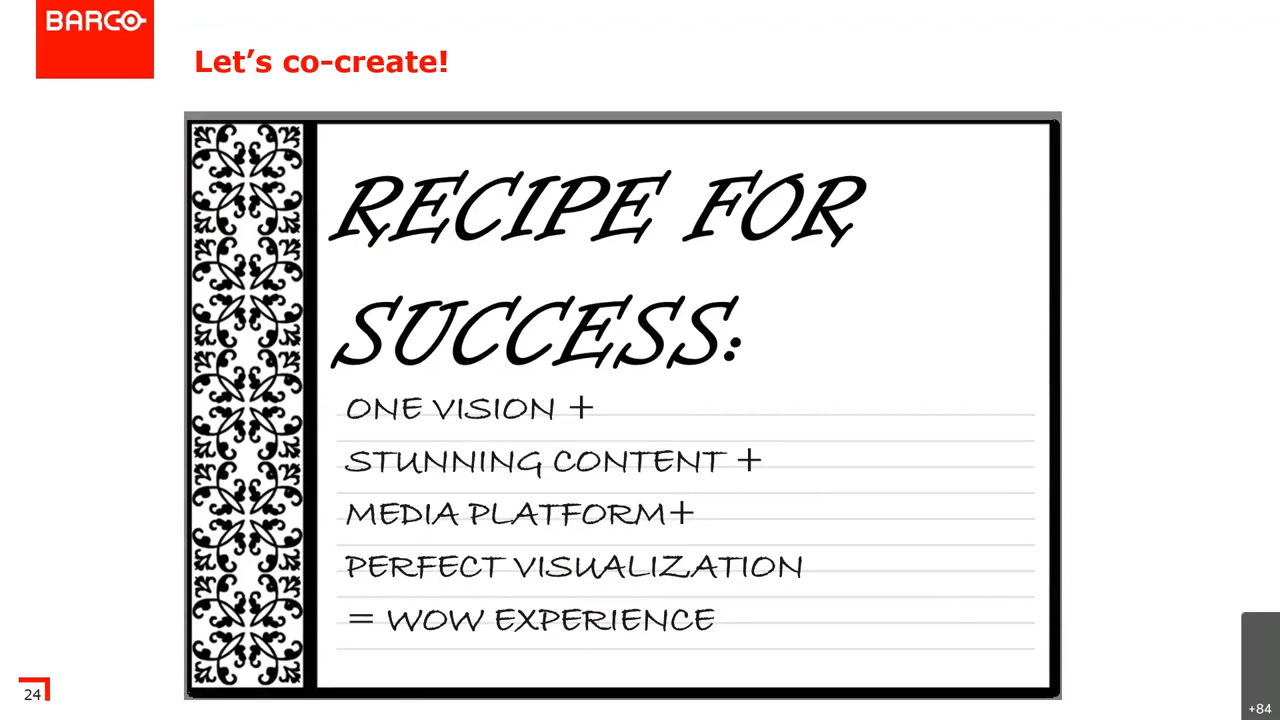 BARCO
Let's co-create!
RECIPE FOR
SUCCESS:
ONE VISION +
STUNNING CONTENT +
MEDIA PLATFORM+
PERFECT VISUALIZATION
= WOW EXPERIENCE
24
+84